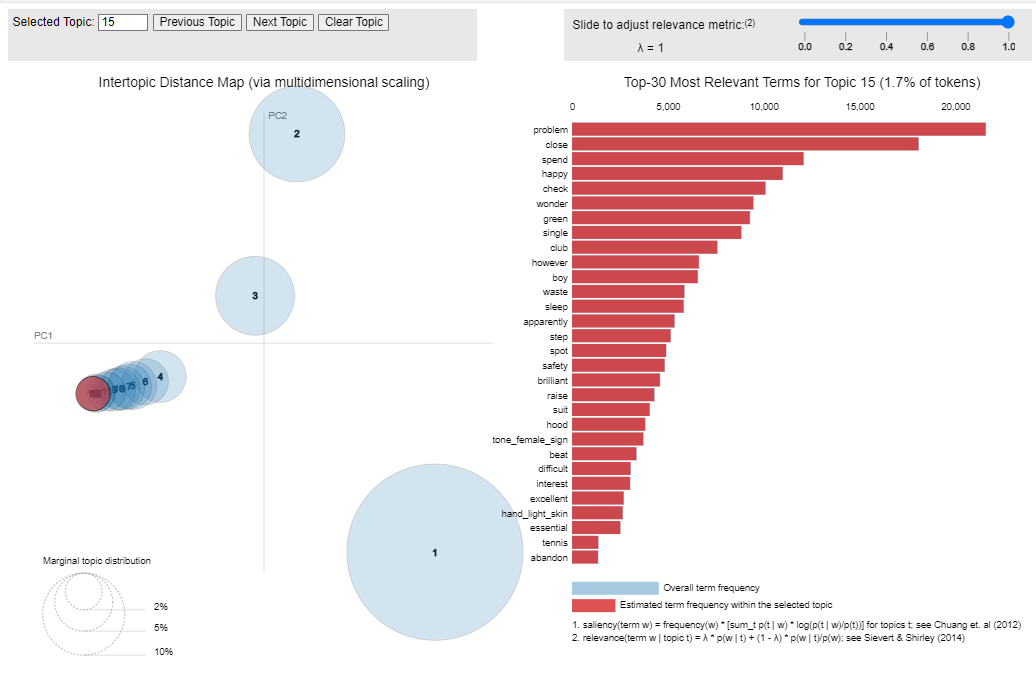 Selected Topic: 15 Previous Topic Next Topic Clear Topic
Slide to adjust relevance metric:(2)
λ = 1
0.0 0.2 0.4 0.6 0.8 1.0
Intertopic Distance Map (via multidimensional scaling)
PC2
2
3
PC1
4
6
5
1
Marginal topic distribution
2%
5%
10%
Top-30 Most Relevant Terms for Topic 15 (1.7% of tokens)
0 5,000 10,000 15,000 20,000
problem
close
spend
happy
check
wonder
green
single
club
however
boy
waste
sleep
apparently
step
spot
safety
brilliant
raise
suit
hood
tone_female_sign
beat
difficult
interest
excellent
hand_light_skin
essential
tennis
abandon
Overall term frequency
Estimated term frequency within the selected topic
1. saliency(term w) = frequency(w) * [sum_t p(t | w) * log(p(t | w)/p(t))] for topics t; see Chuang et. al (2012)
2. relevance(term w | topic t) = λ * p(w | t) + (1 - λ) * p(w | t)/p(w); see Sievert & Shirley (2014)